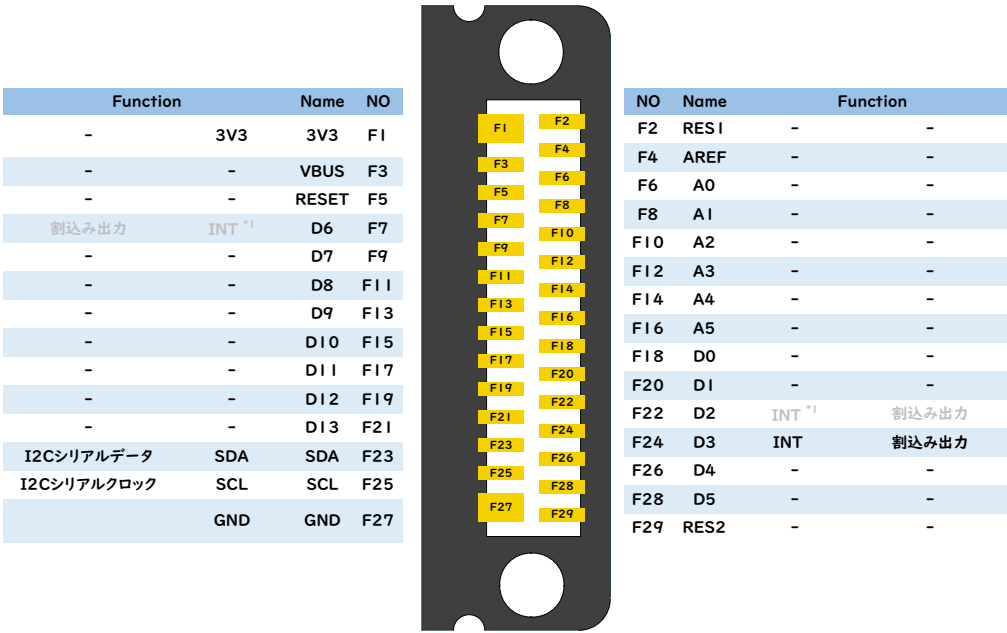 Function Name NO
- 3V3 3V3 F1
- - VBUS F3
- - RESET F5
割込み出力 INT *1 D6 F7
- - D7 F9
- - D8 F11
- - D9 F13
- - D10 F15
- - D11 F17
- - D12 F19
- - D13 F21
I2Cシリアルデータ SDA SDA F23
I2Cシリアルクロック SCL SCL F25
GND GND F27
F1 F2
F3 F4
F5 F6
F7 F8
F9 F10
F11 F12
F13 F14
F15 F16
F17 F18
F19 F20
F21 F22
F23 F24
F25 F26
F27 F28
F29
NO Name Function
F2 RES1 - -
F4 AREF - -
F6 A0 - -
F8 A1 - -
F10 A2 - -
F12 A3 - -
F14 A4 - -
F16 A5 - -
F18 D0 - -
F20 D1 - -
F22 D2 INT *1 割込み出力
F24 D3 INT 割込み出力
F26 D4 - -
F28 D5 - -
F29 RES2 - -